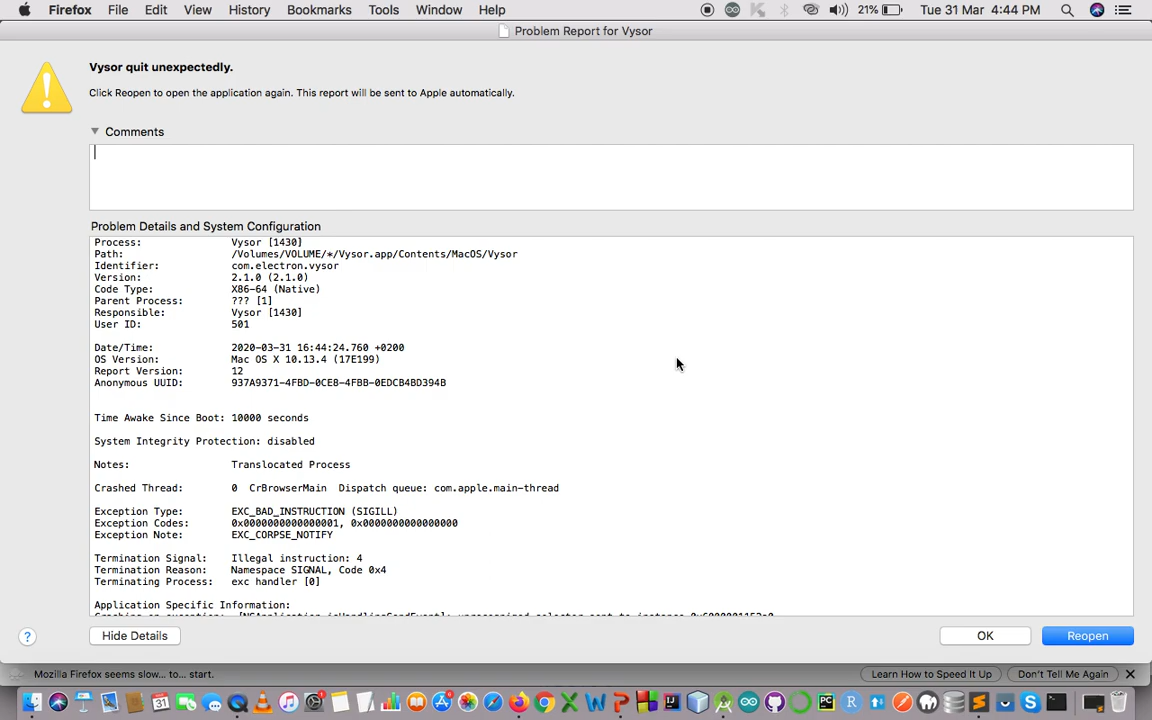 Firefox File Edit View History Bookmarks Tools Window Help 21% Tue 31 Mar 4:44 PM
Problem Report for Vysor
Vysor quit unexpectedly.
Click Reopen to open the application again. This report will be sent to Apple automatically.
Comments
Problem Details and System Configuration
Process: Vysor [1430]
Path: /Volumes/VOLUME/*/Vysor.app/Contents/MacOS/Vysor
Identifier: com.electron.vysor
Version: 2.1.0 (2.1.0)
Code Type: X86-64 (Native)
Parent Process: ??? [1]
Responsible: Vysor [1430]
User ID: 501
Date/Time: 2020-03-31 16:44:24.760 +0200
OS Version: Mac OS X 10.13.4 (17E199)
Report Version: 12
Anonymous UUID: 937A9371-4FBD-0CE8-4FBB-0EDCB4BD394B
Time Awake Since Boot: 10000 seconds
System Integrity Protection: disabled
Notes: Translocated Process
Crashed Thread: 0 CrBrowserMain Dispatch queue: com.apple.main-thread
Exception Type: EXC_BAD_INSTRUCTION (SIGILL)
Exception Codes: 0x0000000000000001, 0x0000000000000000
Exception Note: EXC_CORPSE_NOTIFY
Termination Signal: Illegal instruction: 4
Termination Reason: Namespace SIGNAL, Code 0x4
Terminating Process: exc handler [0]
Application Specific Information:
? Hide Details OK Reopen
Mozilla Firefox seems slow... to... start. Learn How to Speed It Up Don't Tell Me Again